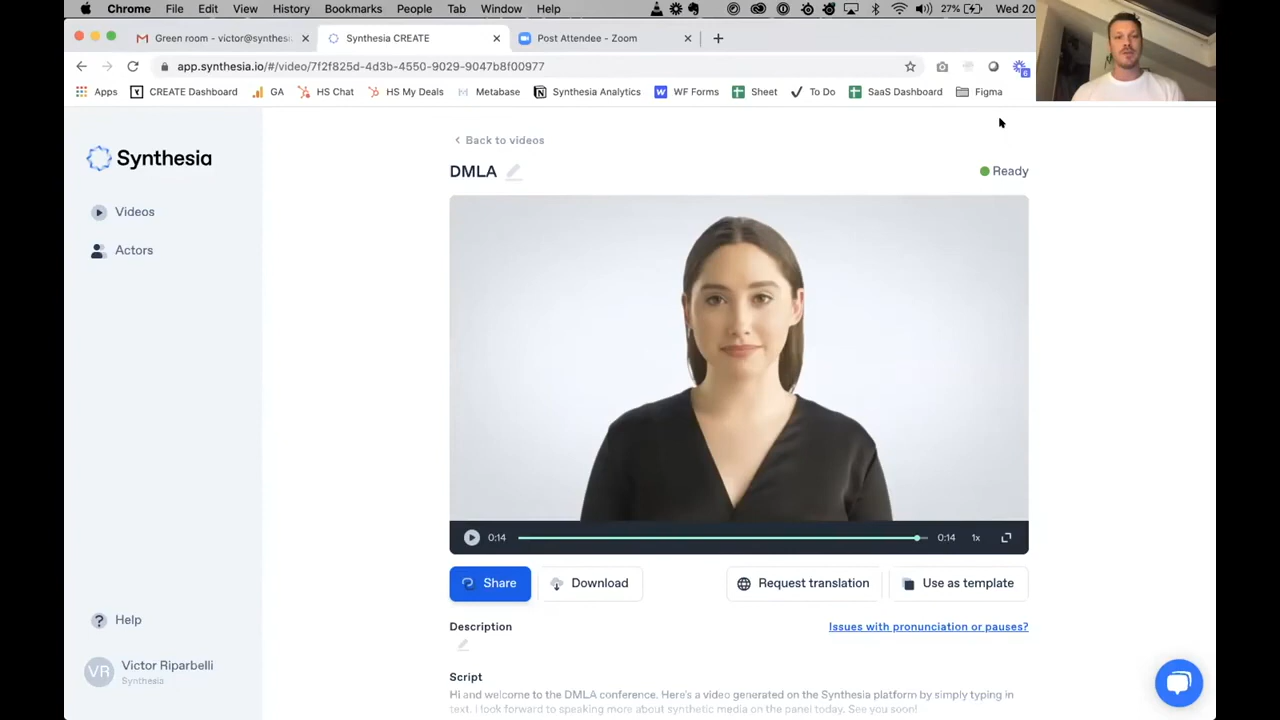 Chrome File Edit View History Bookmarks People Tab Window Help 27% Wed 20
Green room - victor@synthesi
Synthesia CREATE
Post Attendee - Zoom
app.synthesia.io/#/video/7f2f825d-4d3b-4550-9029-9047b8f00977
6
Apps CREATE Dashboard GA HS Chat HS My Deals Metabase Synthesia Analytics WF Forms Sheet To Do SaaS Dashboard Figma
Synthesia
Videos
Actors
Back to videos
DMLA
Ready
0:14 0:14 1x
Share Download Request translation Use as template
Description
Issues with pronunciation or pauses?
Script
Hi and welcome to the DMLA conference. Here's a video generated on the Synthesia platform by simply typing in
text. I look forward to speaking more about synthetic media on the panel today. See you soon!
Help
VR
Victor Riparbelli
Synthesia